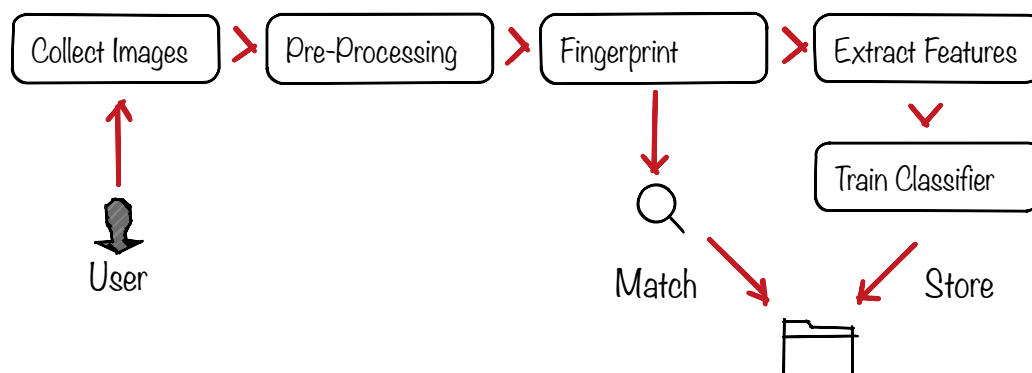 Collect Images
Pre-Processing
Fingerprint
Extract Features
Train Classifier
User
Match
Store